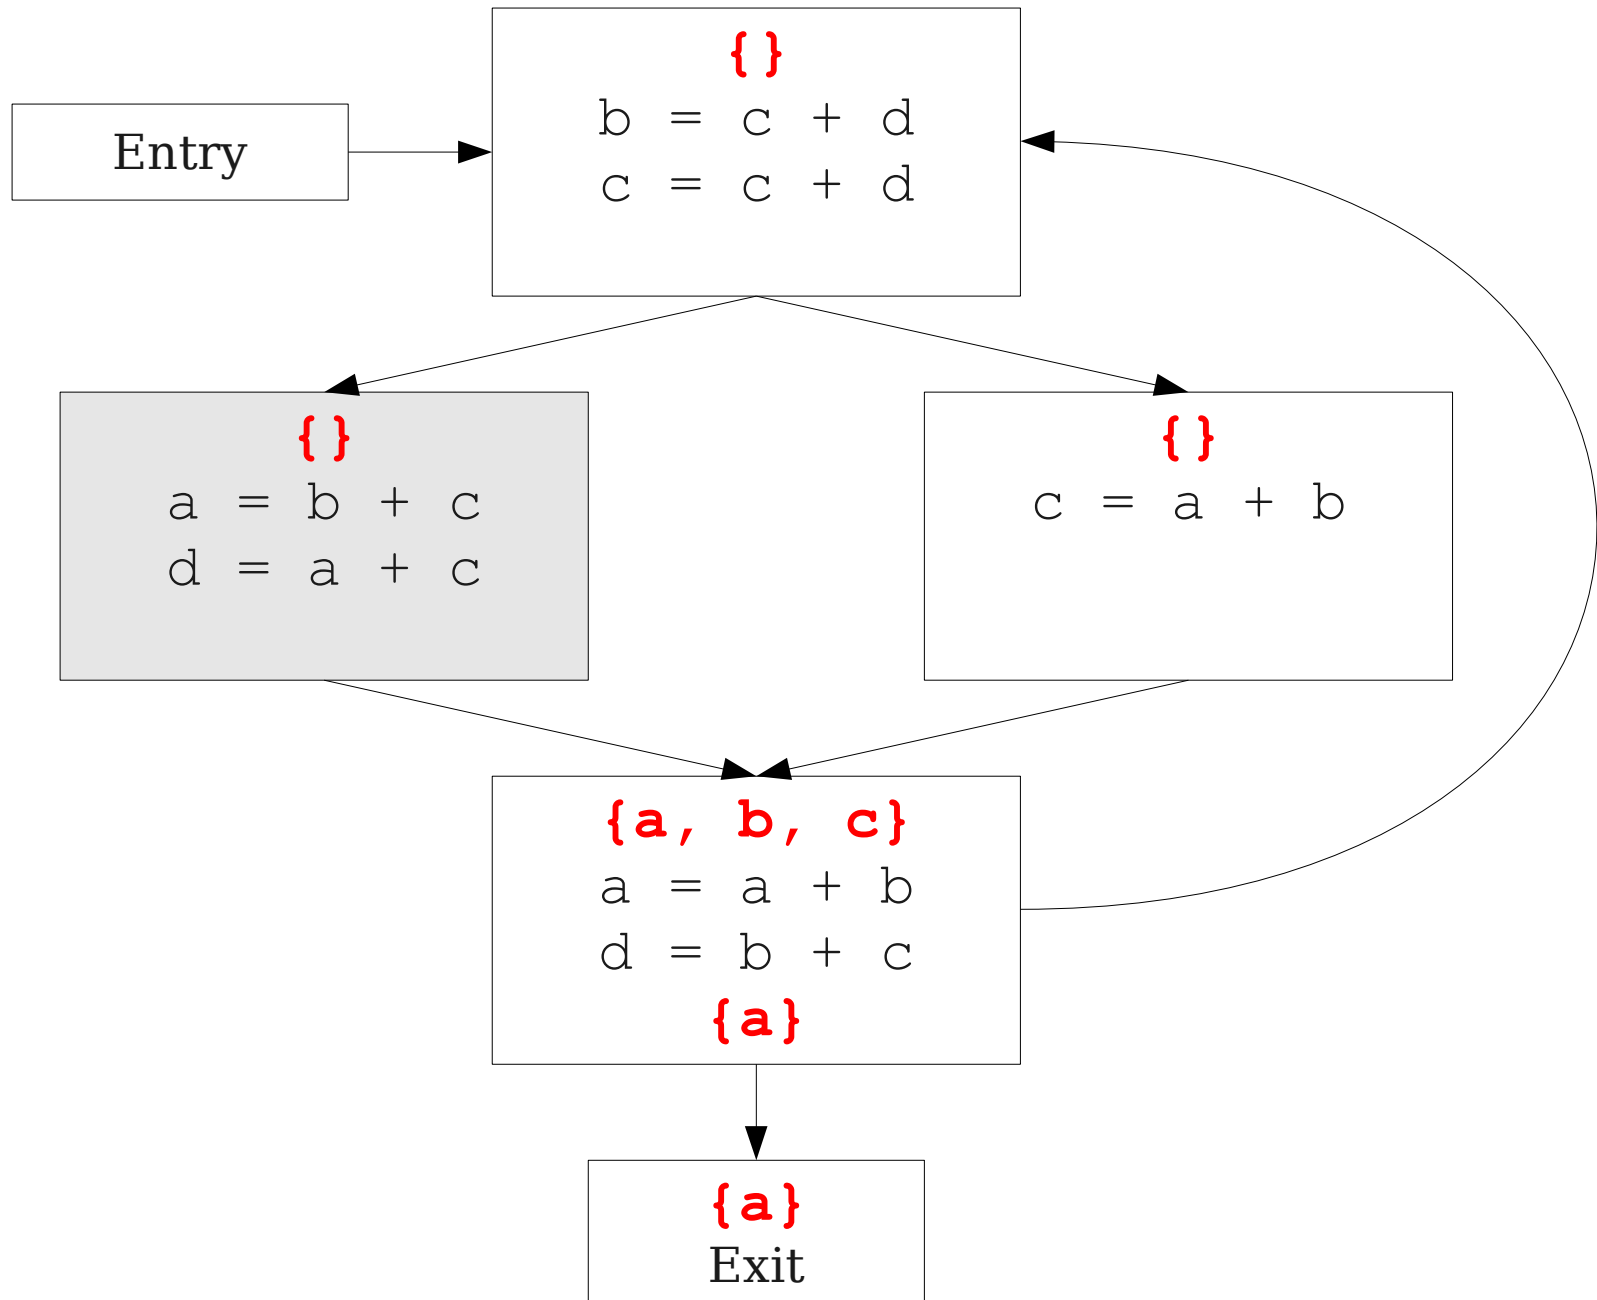 {}
b = c + d
c = c + d
Entry
{}
a = b + c
d = a + c
{}
c = a + b
{a, b, c}
a = a + b
d = b + c
{a}
{a}
Exit